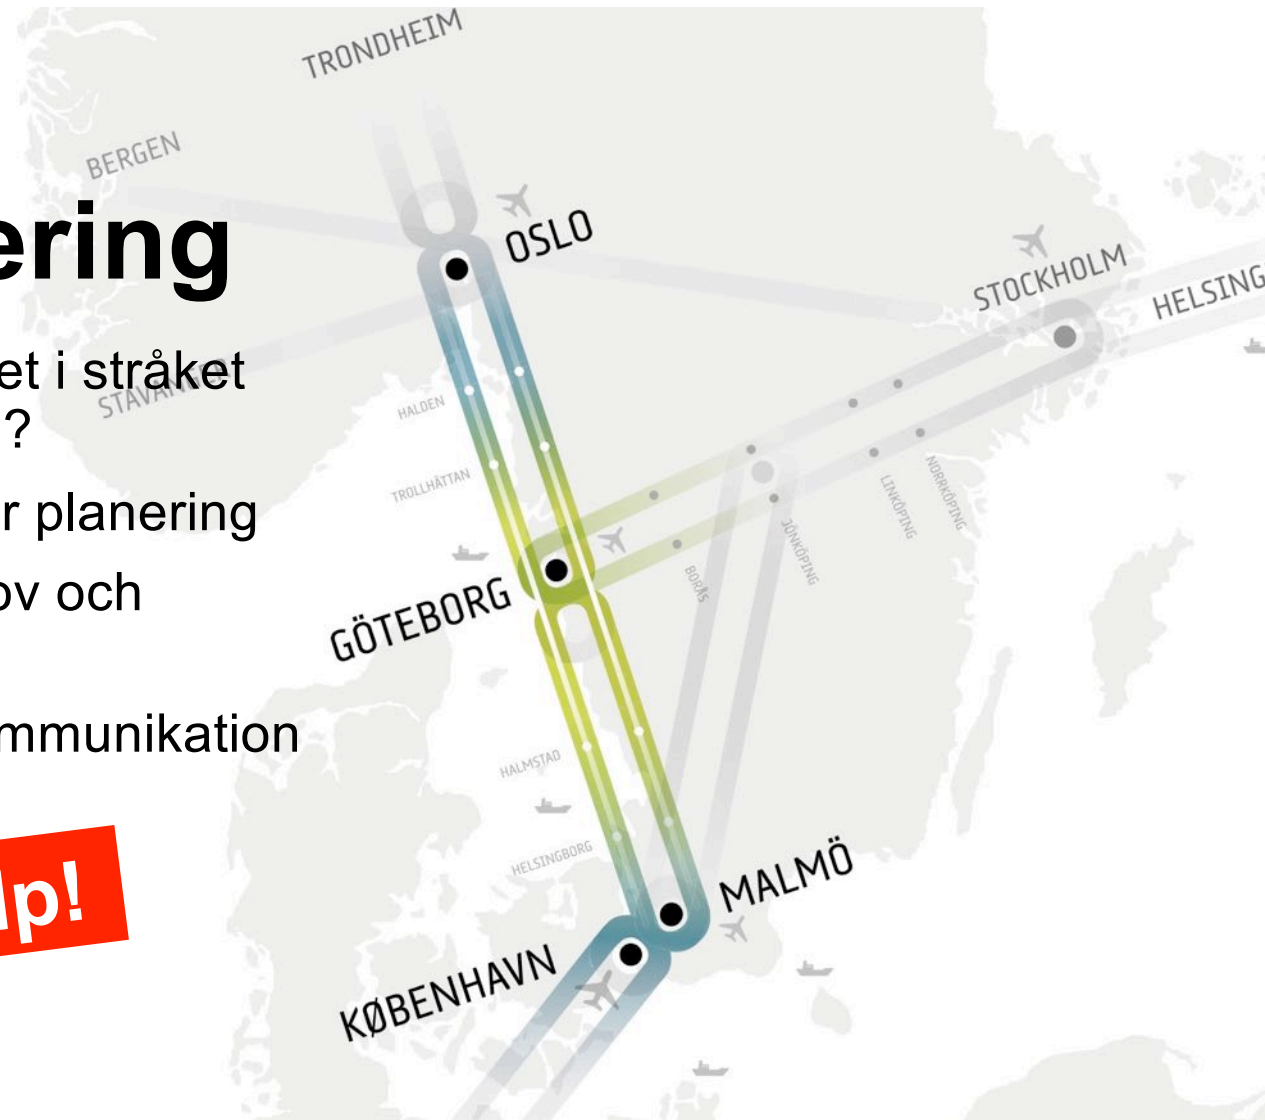 TRONDHEIM
BERGEN
OSLO
STOCKHOLM
HELSING
ering
et i stråket
STAVANGER
?
HALDEN
TROLLHÄTTAN
r planering
LINKÖPING
NORRKÖPING
JÖNKÖPING
BORÅS
ov och
GÖTEBORG
mmunikation
HALMSTAD
HELSINGBORG
MALMÖ
lp!
KØBENHAVN